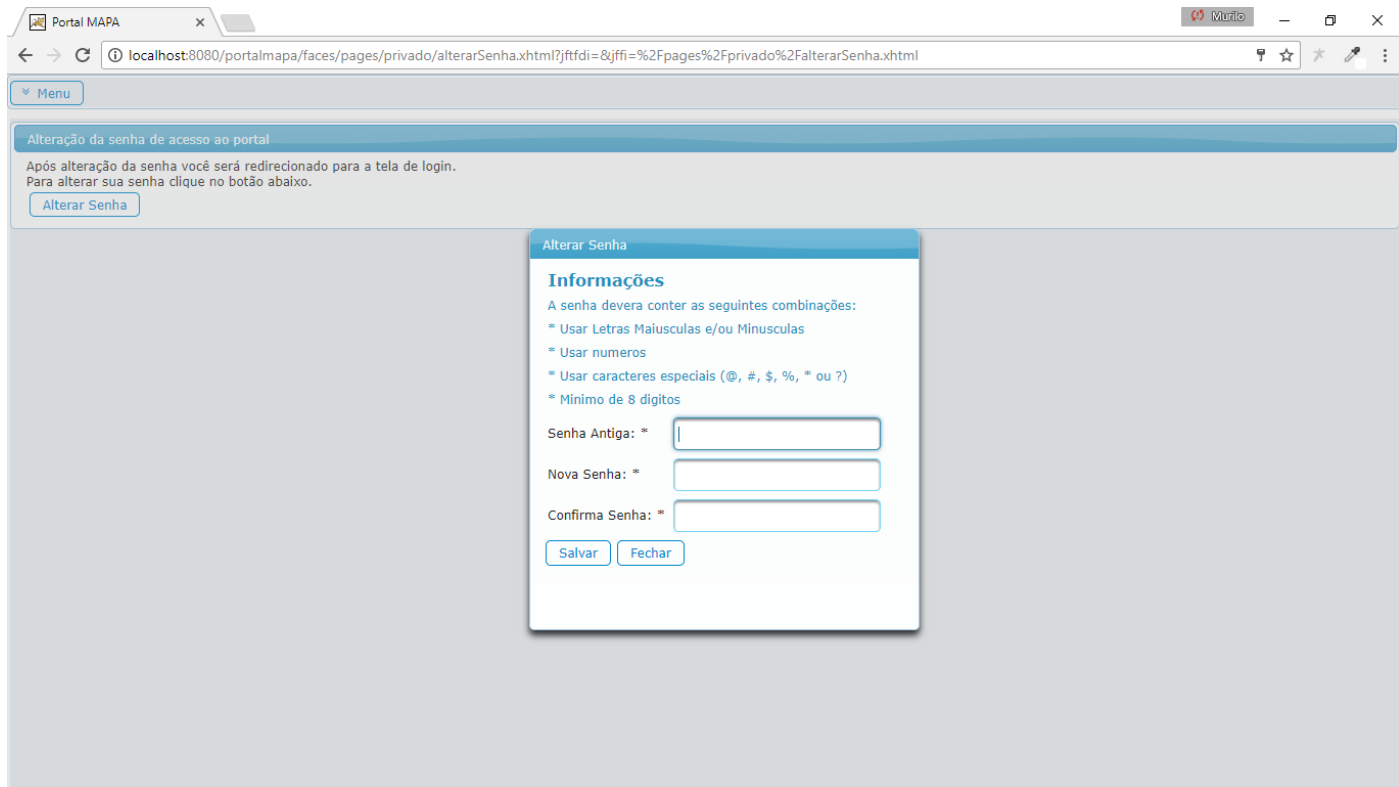 Portal MAPA
Murilo
localhost:8080/portalmapa/faces/pages/privado/alterarSenha.xhtml?jftfdi=&jffi=%2Fpages%2Fprivado%2FalterarSenha.xhtml
Menu
Alteração da senha de acesso ao portal
Após alteração da senha você será redirecionado para a tela de login.
Para alterar sua senha clique no botão abaixo.
Alterar Senha
Alterar Senha
Informações
A senha devera conter as seguintes combinações:
* Usar Letras Maiusculas e/ou Minusculas
* Usar numeros
* Usar caracteres especiais (@, #, $, %, * ou ?)
* Minimo de 8 digitos
Senha Antiga: *
Nova Senha: *
Confirma Senha: *
Salvar Fechar